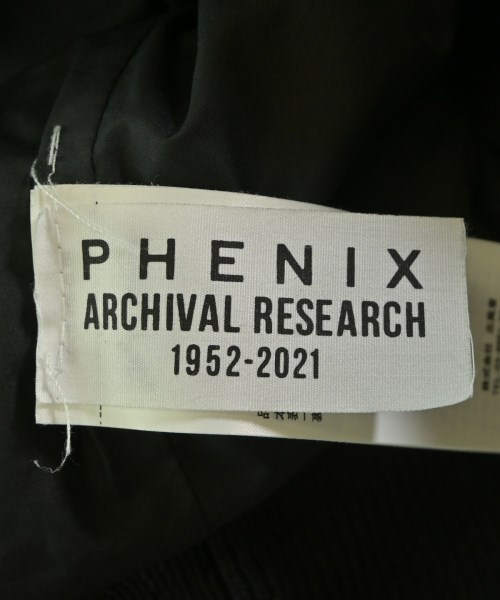 PHENIX
ARCHIVAL RESEARCH
1952-2021